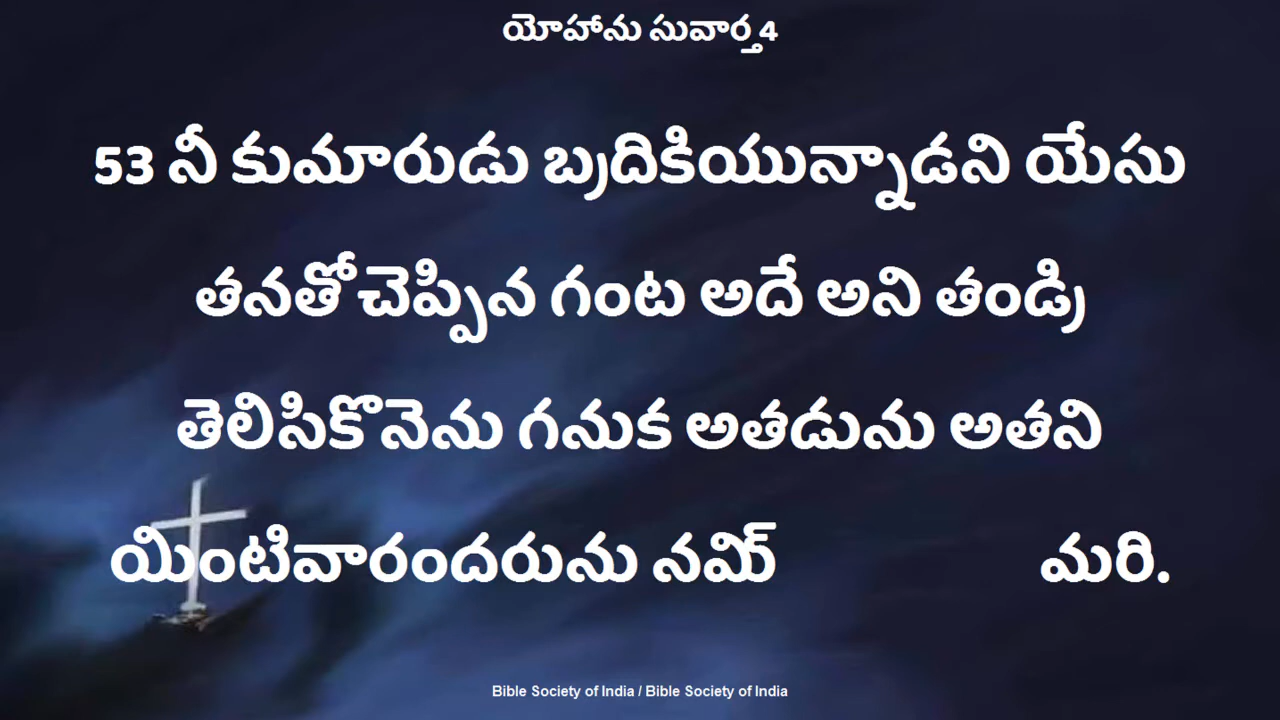 యోహాను సువార్త 4
53 నీ కుమారుడు బ్రదికియున్నాడని యేసు
తనతో చెప్పిన గంట అదే అని తండ్రి
తెలిసికొనెను గనుక అతడును అతని
యింటివారందరును నమ్మి మరి.
Bible Society of India / Bible Society of India